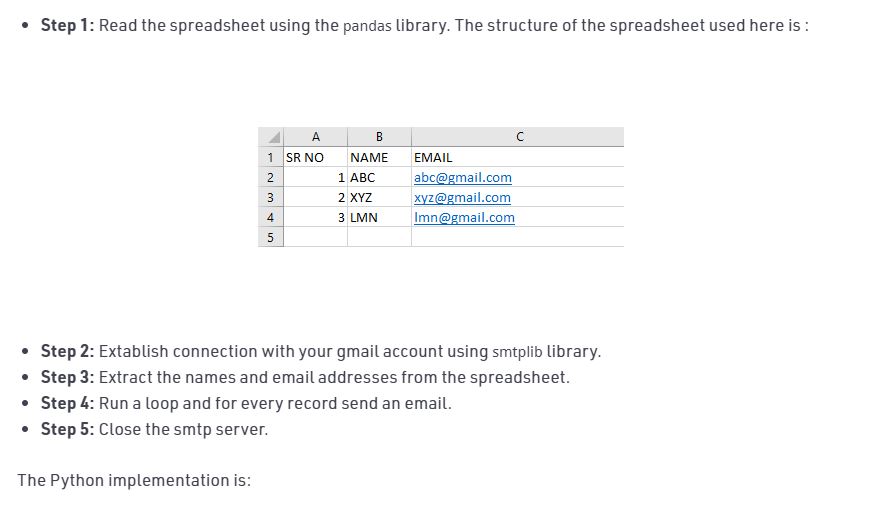 • Step 1: Read the spreadsheet using the pandas library. The structure of the spreadsheet used here is :
A B C
1 SR NO NAME EMAIL
2 1 ABC abc@gmail.com
3 2 XYZ xyz@gmail.com
4 3 LMN lmn@gmail.com
5
• Step 2: Extablish connection with your gmail account using smtplib library.
• Step 3: Extract the names and email addresses from the spreadsheet.
• Step 4: Run a loop and for every record send an email.
• Step 5: Close the smtp server.
The Python implementation is: